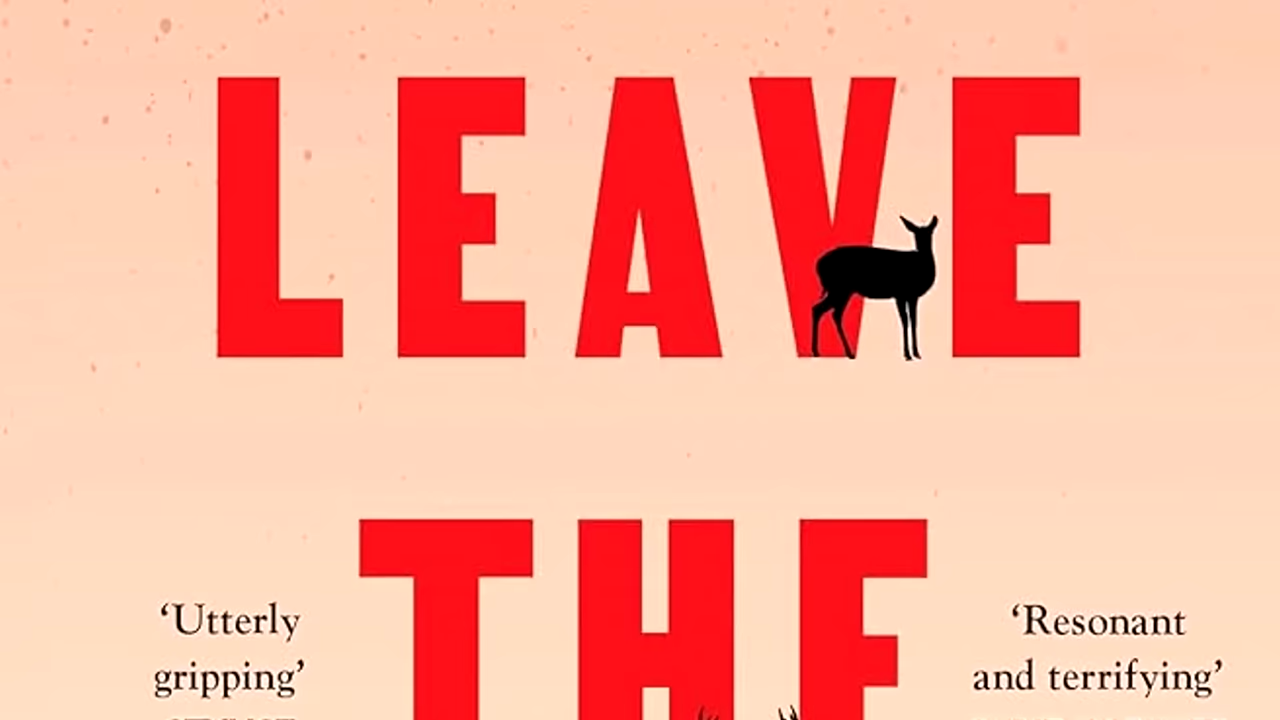 LEAVE
THE
‘Utterly
gripping’
‘Resonant
and terrifying’